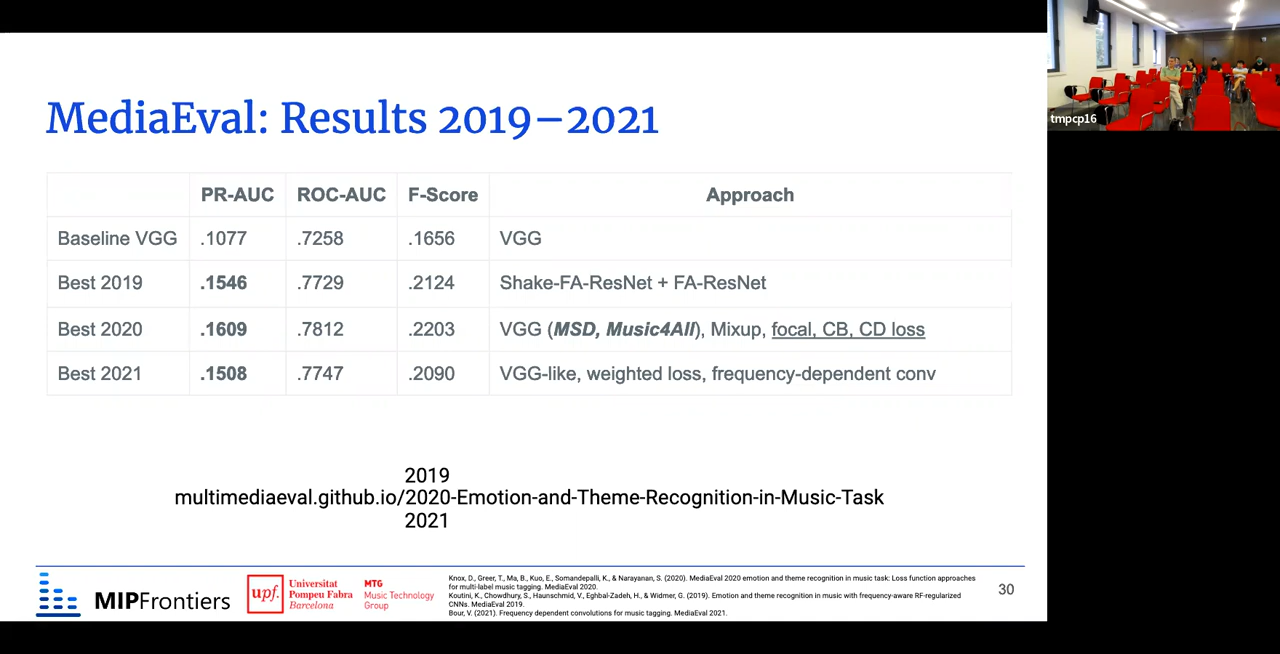 MediaEval: Results 2019–2021
PR-AUC ROC-AUC F-Score Approach
Baseline VGG .1077 .7258 .1656 VGG
Best 2019 .1546 .7729 .2124 Shake-FA-ResNet + FA-ResNet
Best 2020 .1609 .7812 .2203 VGG (MSD, Music4All), Mixup, focal, CB, CD loss
Best 2021 .1508 .7747 .2090 VGG-like, weighted loss, frequency-dependent conv
2019
multimediaeval.github.io/2020-Emotion-and-Theme-Recognition-in-Music-Task
2021
MIPFrontiers
upf.
Universitat
Pompeu Fabra
Barcelona
MTG
Music Technology
Group
Knox, D., Greer, T., Ma, B., Kuo, E., Somandepalli, K., & Narayanan, S. (2020). MediaEval 2020 emotion and theme recognition in music task: Loss function approaches
for multi-label music tagging. MediaEval 2020.
Koutini, K., Chowdhury, S., Haunschmid, V., Eghbal-Zadeh, H., & Widmer, G. (2019). Emotion and theme recognition in music with frequency-aware RF-regularized
CNNs. MediaEval 2019.
Bour, V. (2021). Frequency dependent convolutions for music tagging. MediaEval 2021.
30
tmpcp16